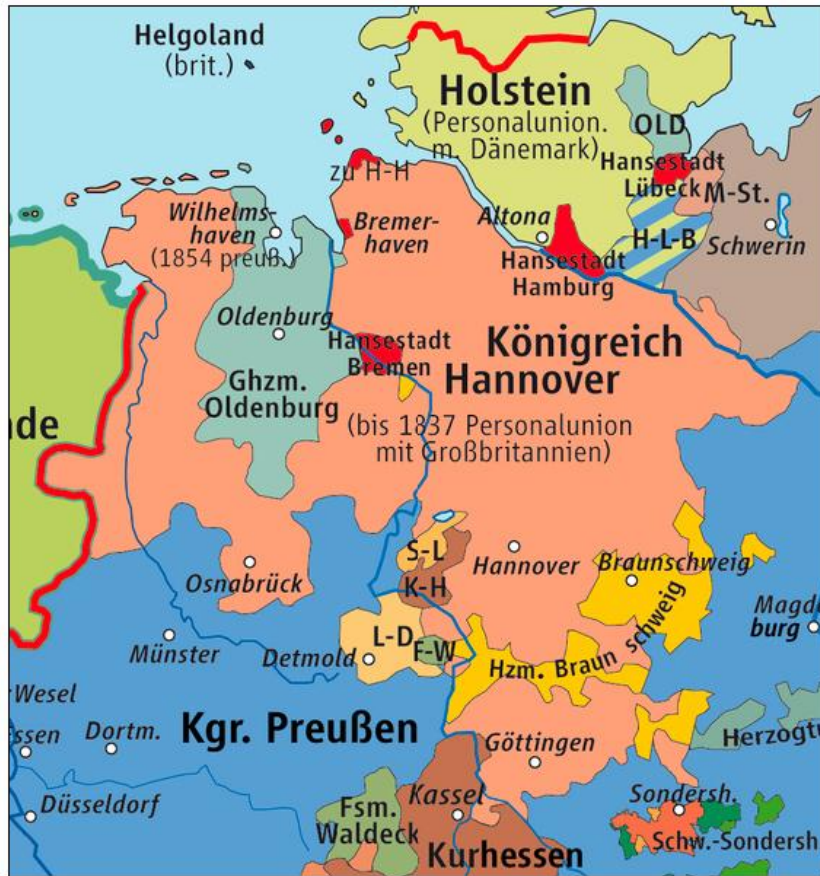 Helgoland
(brit.)
Holstein
(Personalunion.
m. Dänemark)
OLD
zu H-H
Hansestadt
Lübeck
M-St.
Wilhelms-
haven
(1854 preuß.)
Bremer-
haven
Altona
H-L-B
Schwerin
Hansestadt
Hamburg
Oldenburg
Hansestadt
Bremen
Königreich
Hannover
Ghzm.
Oldenburg
(bis 1837 Personalunion
mit Großbritannien)
nde
S-L
Hannover
Braunschweig
Osnabrück
K-H
Magde
burg
L-D
F-W
Münster
Detmold
Hzm. Braun schweig
Wesel
Essen
Dortm.
Kgr. Preußen
Göttingen
Herzogtu
Düsseldorf
Fsm.
Waldeck
Kassel
Sondersh.
Kurhessen
Schw.-Sondersh